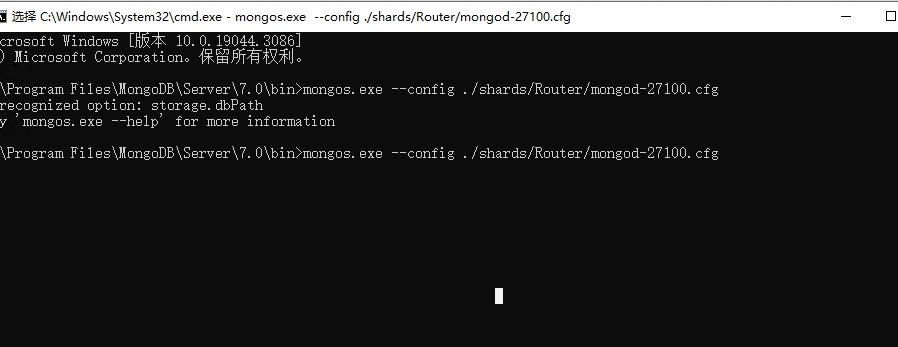 选择 C:\Windows\System32\cmd.exe - mongos.exe  --config ./shards/Router/mongod-27100.cfg
crosoft Windows [版本 10.0.19044.3086]
) Microsoft Corporation。保留所有权利。
\Program Files\MongoDB\Server\7.0\bin>mongos.exe --config ./shards/Router/mongod-27100.cfg
recognized option: storage.dbPath
y 'mongos.exe --help' for more information
\Program Files\MongoDB\Server\7.0\bin>mongos.exe --config ./shards/Router/mongod-27100.cfg